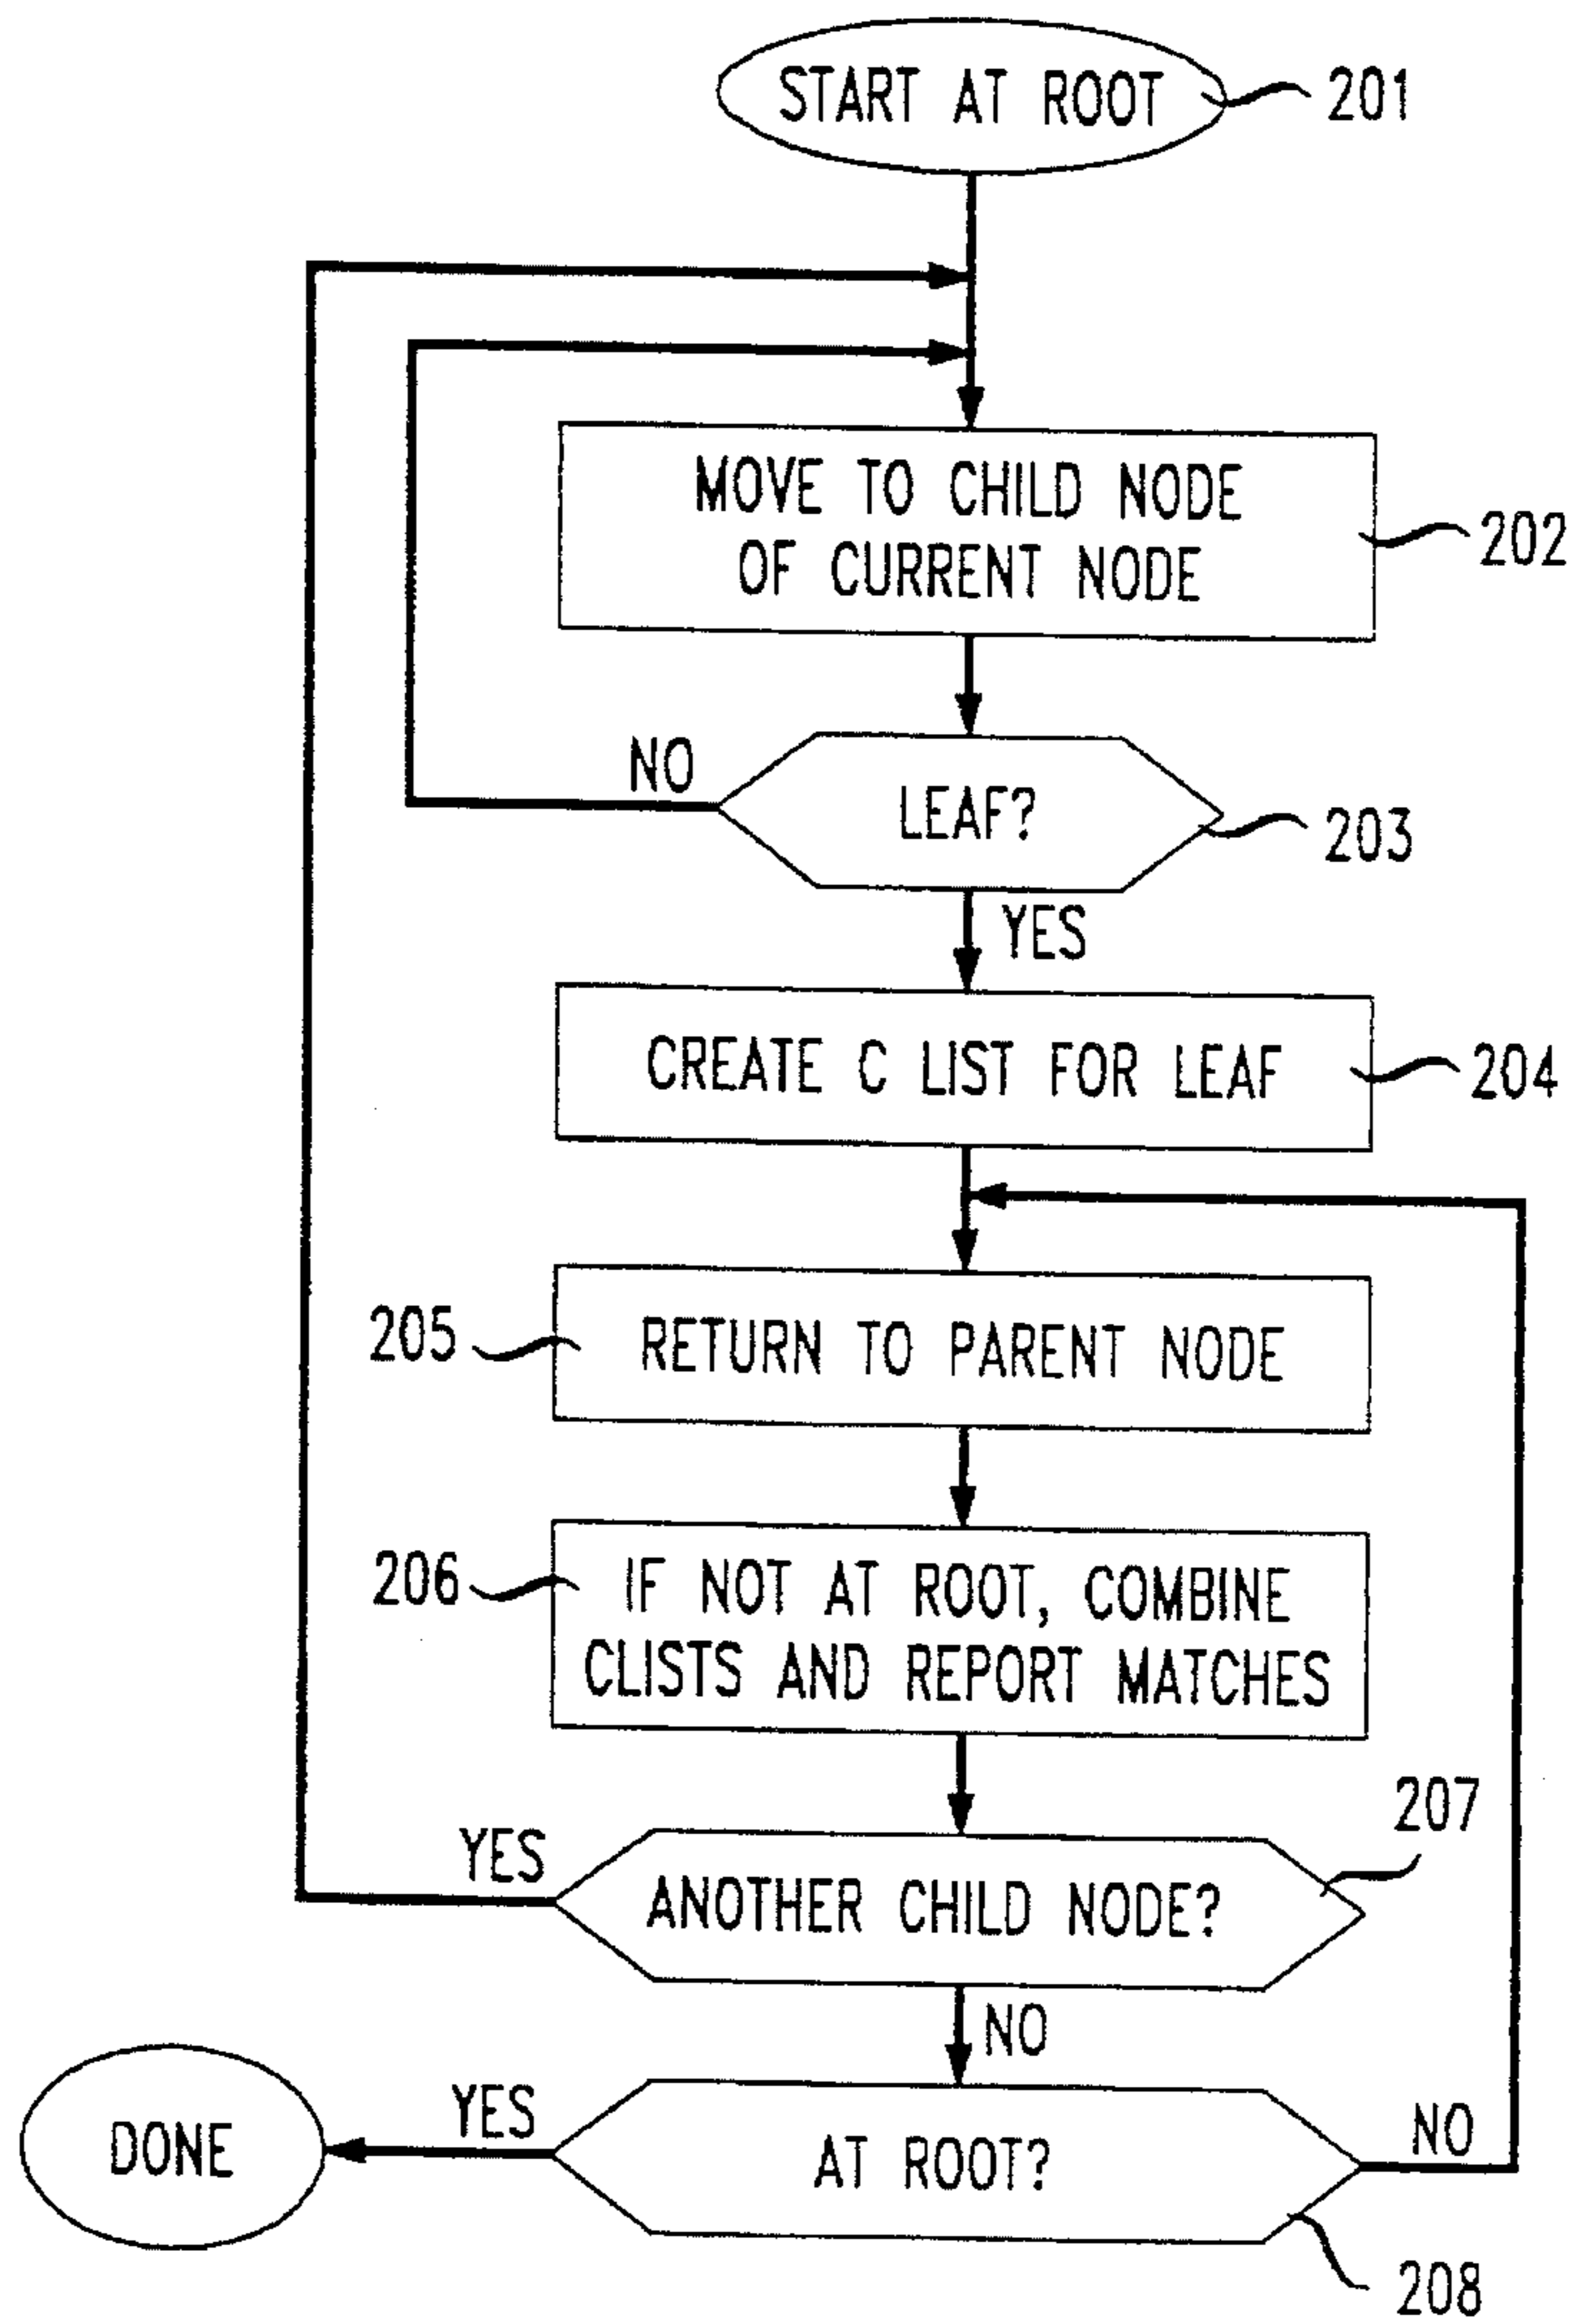 START AT ROOT
201
MOVE TO CHILD NODE
OF CURRENT NODE
202
NO
LEAF?
203
YES
CREATE C LIST FOR LEAF
204
205
RETURN TO PARENT NODE
206
IF NOT AT ROOT, COMBINE
CLISTS AND REPORT MATCHES
207
YES
ANOTHER CHILD NODE?
NO
DONE
YES
AT ROOT?
NO
208